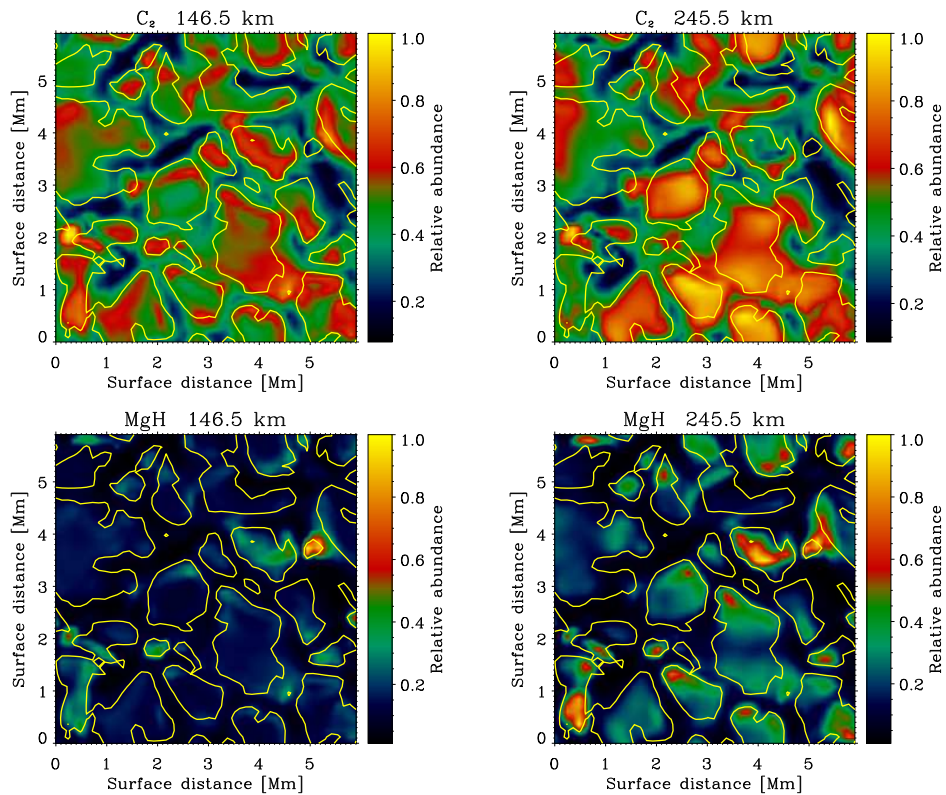 C₂ 146.5 km
C₂ 245.5 km
Surface distance [Mm]
5
4
3
2
1
0
0 1 2 3 4 5
Surface distance [Mm]
1.0
0.8
0.6
0.4
0.2
Relative abundance
Surface distance [Mm]
5
4
3
2
1
0
0 1 2 3 4 5
Surface distance [Mm]
1.0
0.8
0.6
0.4
0.2
Relative abundance
MgH 146.5 km
MgH 245.5 km
Surface distance [Mm]
5
4
3
2
1
0
0 1 2 3 4 5
Surface distance [Mm]
1.0
0.8
0.6
0.4
0.2
Relative abundance
Surface distance [Mm]
5
4
3
2
1
0
0 1 2 3 4 5
Surface distance [Mm]
1.0
0.8
0.6
0.4
0.2
Relative abundance